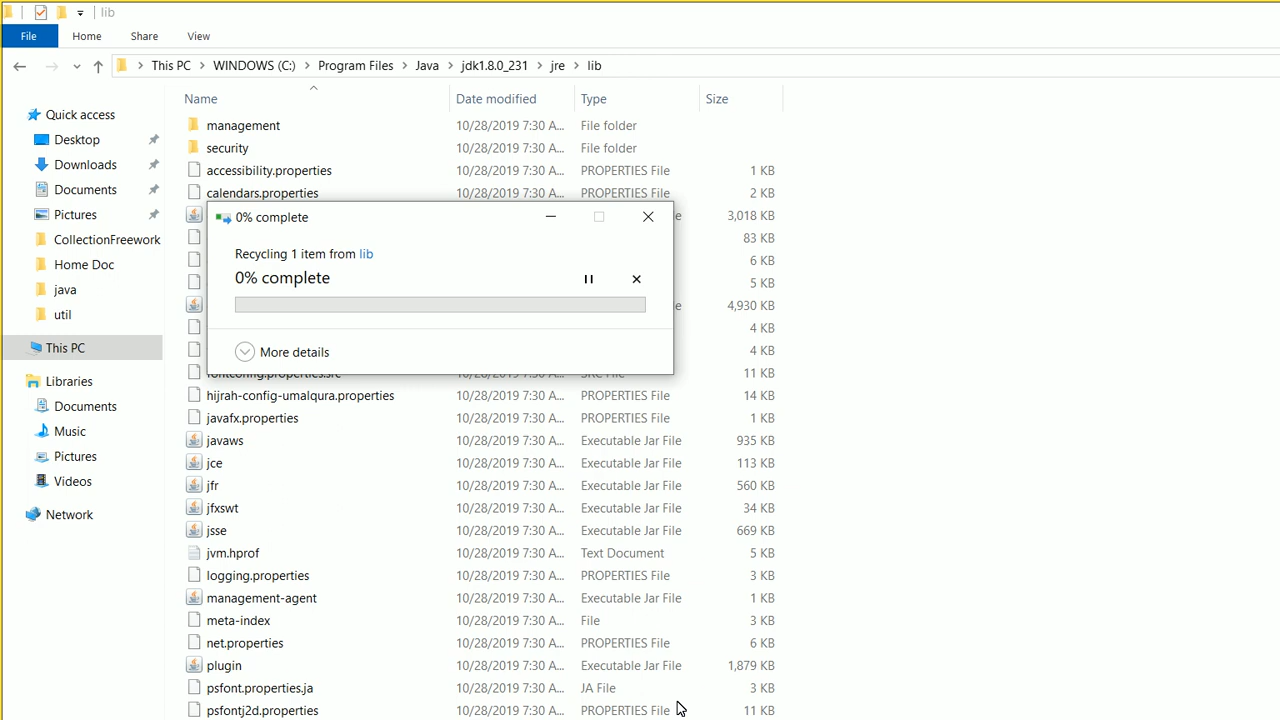 lib
File Home Share View
This PC > WINDOWS (C:) > Program Files > Java > jdk1.8.0_231 > jre > lib
Name Date modified Type Size
Quick access
Desktop
Downloads
Documents
Pictures
CollectionFreework
Home Doc
java
util
This PC
Libraries
Documents
Music
Pictures
Videos
Network
management 10/28/2019 7:30 A... File folder
security 10/28/2019 7:30 A... File folder
accessibility.properties 10/28/2019 7:30 A... PROPERTIES File 1 KB
calendars.properties 10/28/2019 7:30 A... PROPERTIES File 2 KB
3,018 KB
83 KB
6 KB
5 KB
4,930 KB
4 KB
4 KB
0% complete
Recycling 1 item from lib
0% complete
More details
11 KB
hijrah-config-umalqura.properties 10/28/2019 7:30 A... PROPERTIES File 14 KB
javafx.properties 10/28/2019 7:30 A... PROPERTIES File 1 KB
javaws 10/28/2019 7:30 A... Executable Jar File 935 KB
jce 10/28/2019 7:30 A... Executable Jar File 113 KB
jfr 10/28/2019 7:30 A... Executable Jar File 560 KB
jfxswt 10/28/2019 7:30 A... Executable Jar File 34 KB
jsse 10/28/2019 7:30 A... Executable Jar File 669 KB
jvm.hprof 10/28/2019 7:30 A... Text Document 5 KB
logging.properties 10/28/2019 7:30 A... PROPERTIES File 3 KB
management-agent 10/28/2019 7:30 A... Executable Jar File 1 KB
meta-index 10/28/2019 7:30 A... File 3 KB
net.properties 10/28/2019 7:30 A... PROPERTIES File 6 KB
plugin 10/28/2019 7:30 A... Executable Jar File 1,879 KB
psfont.properties.ja 10/28/2019 7:30 A... JA File 3 KB
psfontj2d.properties 10/28/2019 7:30 A... PROPERTIES File 11 KB